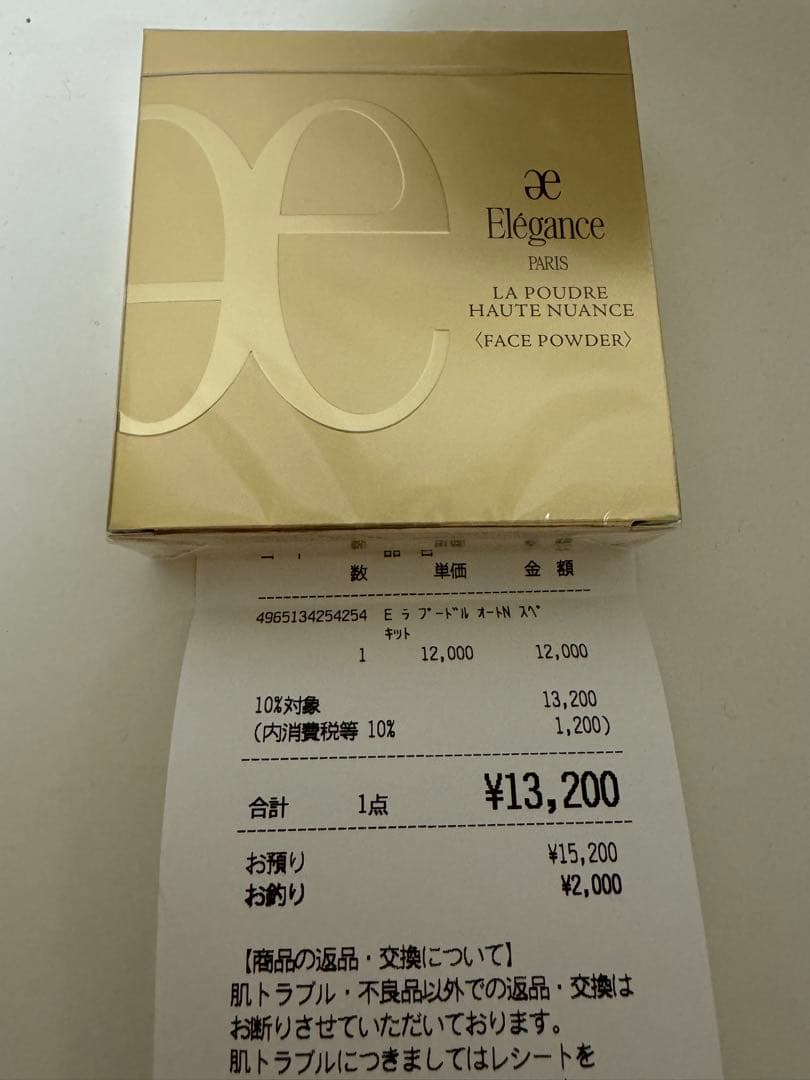 æ
Elégance
PARIS
LA POUDRE
HAUTE NUANCE
〈FACE POWDER〉
数 単価 金額
4965134254254 E ラ プードル オートN スペ
キット
1 12,000 12,000
10%対象 13,200
(内消費税等 10% 1,200)
合計 1点 ¥13,200
お預り ¥15,200
お釣り ¥2,000
【商品の返品・交換について】
肌トラブル・不良品以外での返品・交換は
お断りさせていただいております。
肌トラブルにつきましてはレシートを